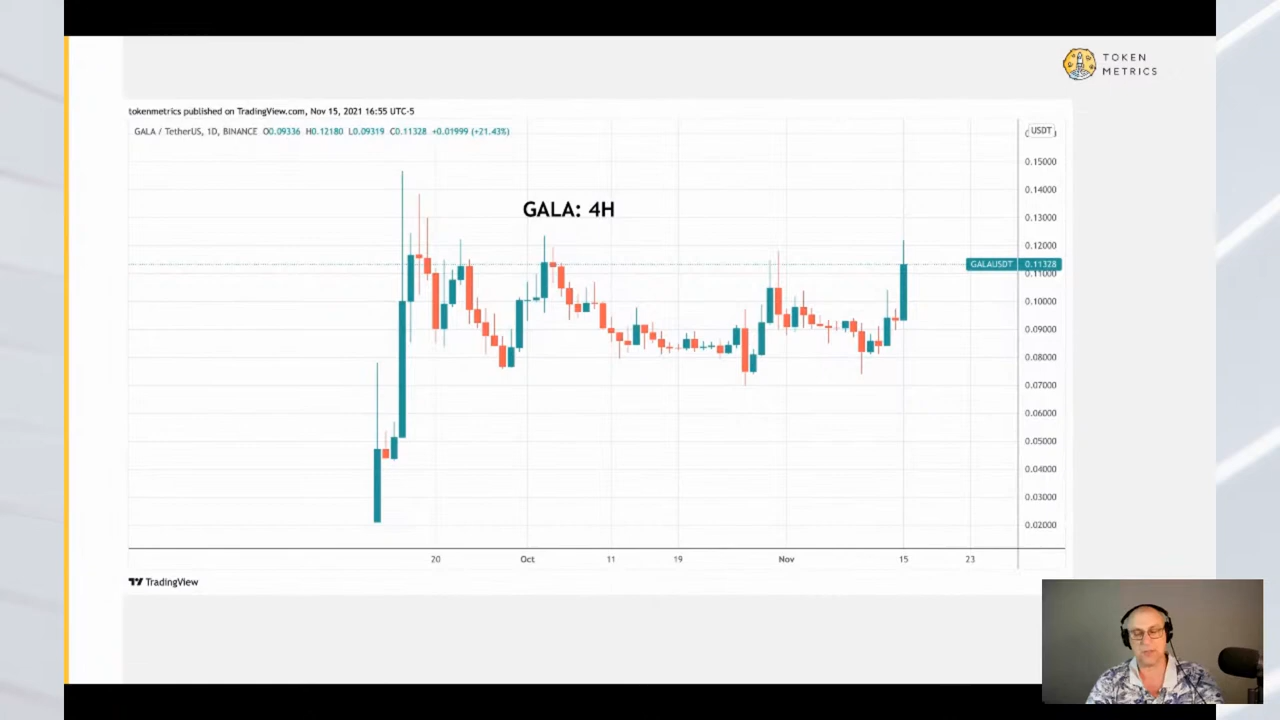 TOKEN
METRICS
tokenmetrics published on TradingView.com, Nov 15, 2021 16:55 UTC-5
GALA / TetherUS, 1D, BINANCE O0.09336 H0.12180 L0.09319 C0.11328 +0.01999 (+21.43%)
USDT
0.15000
0.14000
GALA: 4H
0.13000
0.12000
GALAUSDT 0.11328
0.11000
0.10000
0.09000
0.08000
0.07000
0.06000
0.05000
0.04000
0.03000
0.02000
20 Oct 11 19 Nov 15 23
TradingView